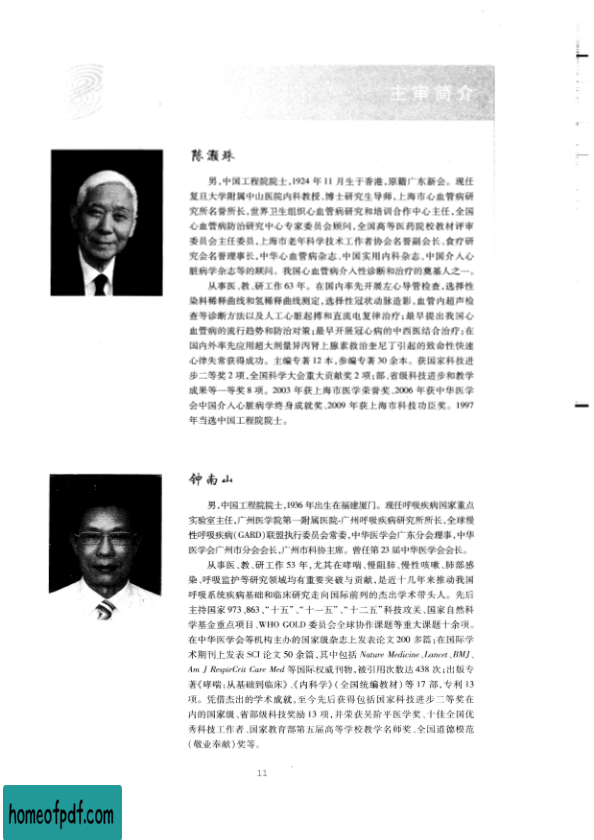 主审简介
陈灏珠
男,中国工程院院士,1924 年 11 月生于香港,原籍广东新会。现任
复旦大学附属中山医院内科教授、博士研究生导师,上海市心血管病研
究所名誉所长,世界卫生组织心血管病研究和培训合作中心主任,全国
心血管病防治研究中心专家委员会顾问,全国高等医药院校教材评审
委员会主任委员,上海市老年科学技术工作者协会名誉副会长、食疗研
究会名誉理事长,中华心血管病杂志、中国实用内科杂志、中国介入心
脏病学杂志等的顾问。我国心血管病介入性诊断和治疗的奠基人之一。
从事医、教、研工作 63 年。在国内率先开展左心导管检查,选择性
染料稀释曲线和氢稀释曲线测定,选择性冠状动脉造影,血管内超声检
查等诊断方法以及人工心脏起搏和直流电复律治疗;最早提出我国心
血管病的流行趋势和防治对策;最早开展冠心病的中西医结合治疗;在
国内外率先应用超大剂量异丙肾上腺素救治奎尼丁引起的致命性快速
心律失常获得成功。主编专著 12 本,参编专著 30 余本。获国家科技进
步二等奖 2 项,全国科学大会重大贡献奖 2 项;部、省级科技进步和教学
成果等一等奖 8 项。2003 年获上海市医学荣誉奖、2006 年获中华医学
会中国介入心脏病学终身成就奖、2009 年获上海市科技功臣奖。1997
年当选中国工程院院士。
钟南山
男,中国工程院院士,1936 年出生在福建厦门。现任呼吸疾病国家重点
实验室主任,广州医学院第一附属医院-广州呼吸疾病研究所所长,全球慢
性呼吸疾病(GARD)联盟执行委员会常委,中华医学会广东分会理事,中华
医学会广州市分会会长,广州市科协主席。曾任第 23 届中华医学会会长。
从事医、教、研工作 53 年,尤其在哮喘、慢阻肺、慢性咳嗽、肺部感
染、呼吸监护等研究领域均有重要突破与贡献,是近十几年来推动我国
呼吸系统疾病基础和临床研究走向国际前列的杰出学术带头人。先后
主持国家 973、863、“十五”、“十一五”、“十二五”科技攻关、国家自然科
学基金重点项目、WHO GOLD 委员会全球协作课题等重大课题十余项。
在中华医学会等机构主办的国家级杂志上发表论文 200 多篇;在国际学
术期刊上发表 SCI 论文 50 余篇,其中包括 Nature Medicine、Lancet、BMJ、
Am J RespirCrit Care Med 等国际权威刊物,被引用次数达 438 次;出版专
著《哮喘:从基础到临床》、《内科学》(全国统编教材)等 17 部,专利 13
项。凭借杰出的学术成就,至今先后获得包括国家科技进步二等奖在
内的国家级、省部级科技奖励 13 项,并荣获吴阶平医学奖、十佳全国优
秀科技工作者、国家教育部第五届高等学校教学名师奖、全国道德模范
(敬业奉献)奖等。
11
homeofpdf.com